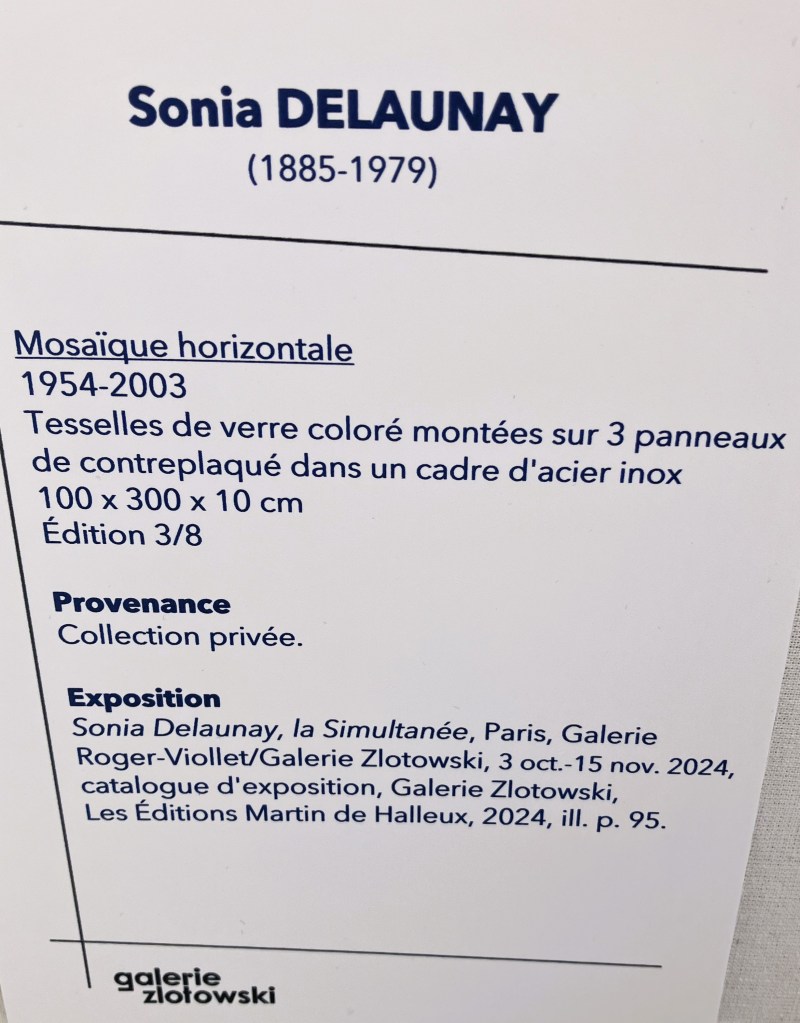 Sonia DELAUNAY
(1885-1979)
Mosaïque horizontale
1954-2003
Tesselles de verre coloré montées sur 3 panneaux
de contreplaqué dans un cadre d'acier inox
100 x 300 x 10 cm
Édition 3/8
Provenance
Collection privée.
Exposition
Sonia Delaunay, la Simultanée, Paris, Galerie
Roger-Viollet/Galerie Zlotowski, 3 oct.-15 nov. 2024,
catalogue d'exposition, Galerie Zlotowski,
Les Éditions Martin de Halleux, 2024, ill. p. 95.
galerie
zlotowski